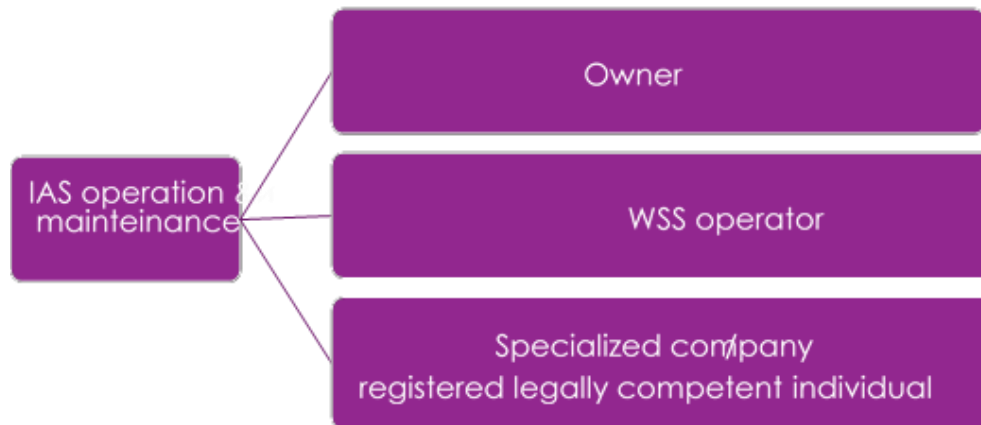 Owner
IAS operation &
mainteinance
WSS operator
Specialized company/
registered legally competent individual